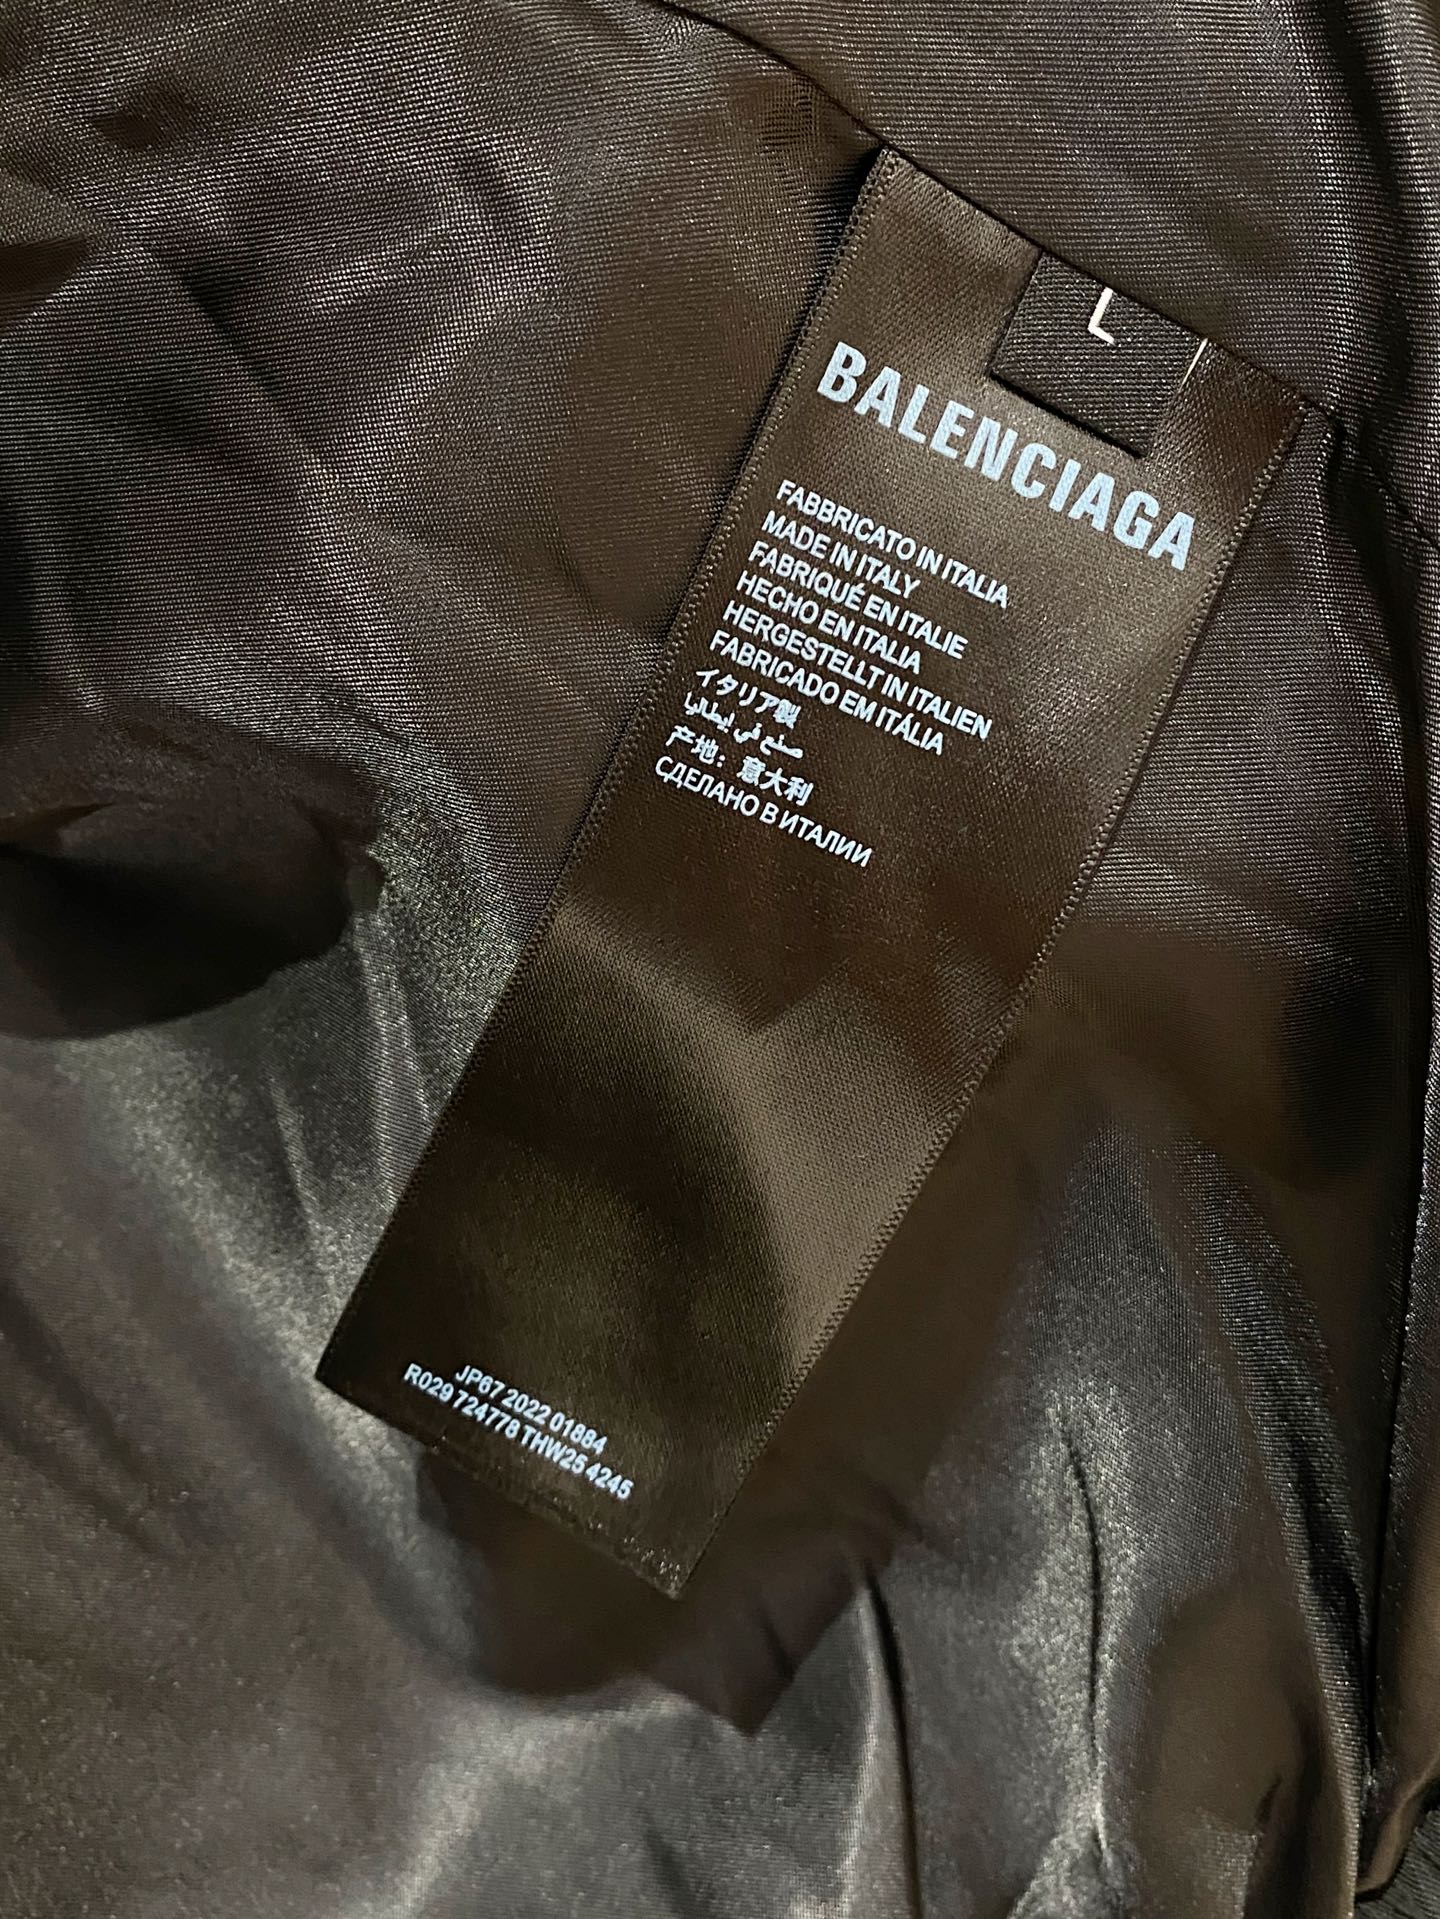 L
BALENCIAGA
FABBRICATO IN ITALIA
MADE IN ITALY
FABRIQUÉ EN ITALIE
HECHO EN ITALIA
HERGESTELLT IN ITALIEN
FABRICADO EM ITÁLIA
イタリア製
صنع في إيطاليا
产地：意大利
СДЕЛАНО В ИТАЛИИ
JP67 2022 01884
R029 724778 THW25 4245